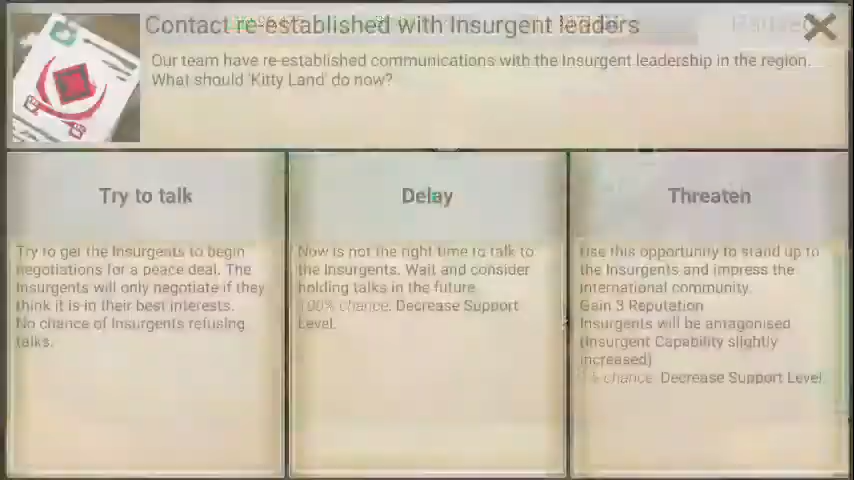 Contact re-established with Insurgent leaders
Our team have re-established communications with the Insurgent leadership in the region.
What should 'Kitty Land' do now?
Try to talk
Try to get the Insurgents to begin
negotiations for a peace deal. The
Insurgents will only negotiate if they
think it is in their best interests.
No chance of Insurgents refusing
talks.
Delay
Now is not the right time to talk to
the Insurgents. Wait and consider
holding talks in the future.
100% chance. Decrease Support
Level.
Threaten
Use this opportunity to stand up to
the Insurgents and impress the
international community.
Gain 3 Reputation
Insurgents will be antagonised
(Insurgent Capability slightly
increased)
chance. Decrease Support Level.